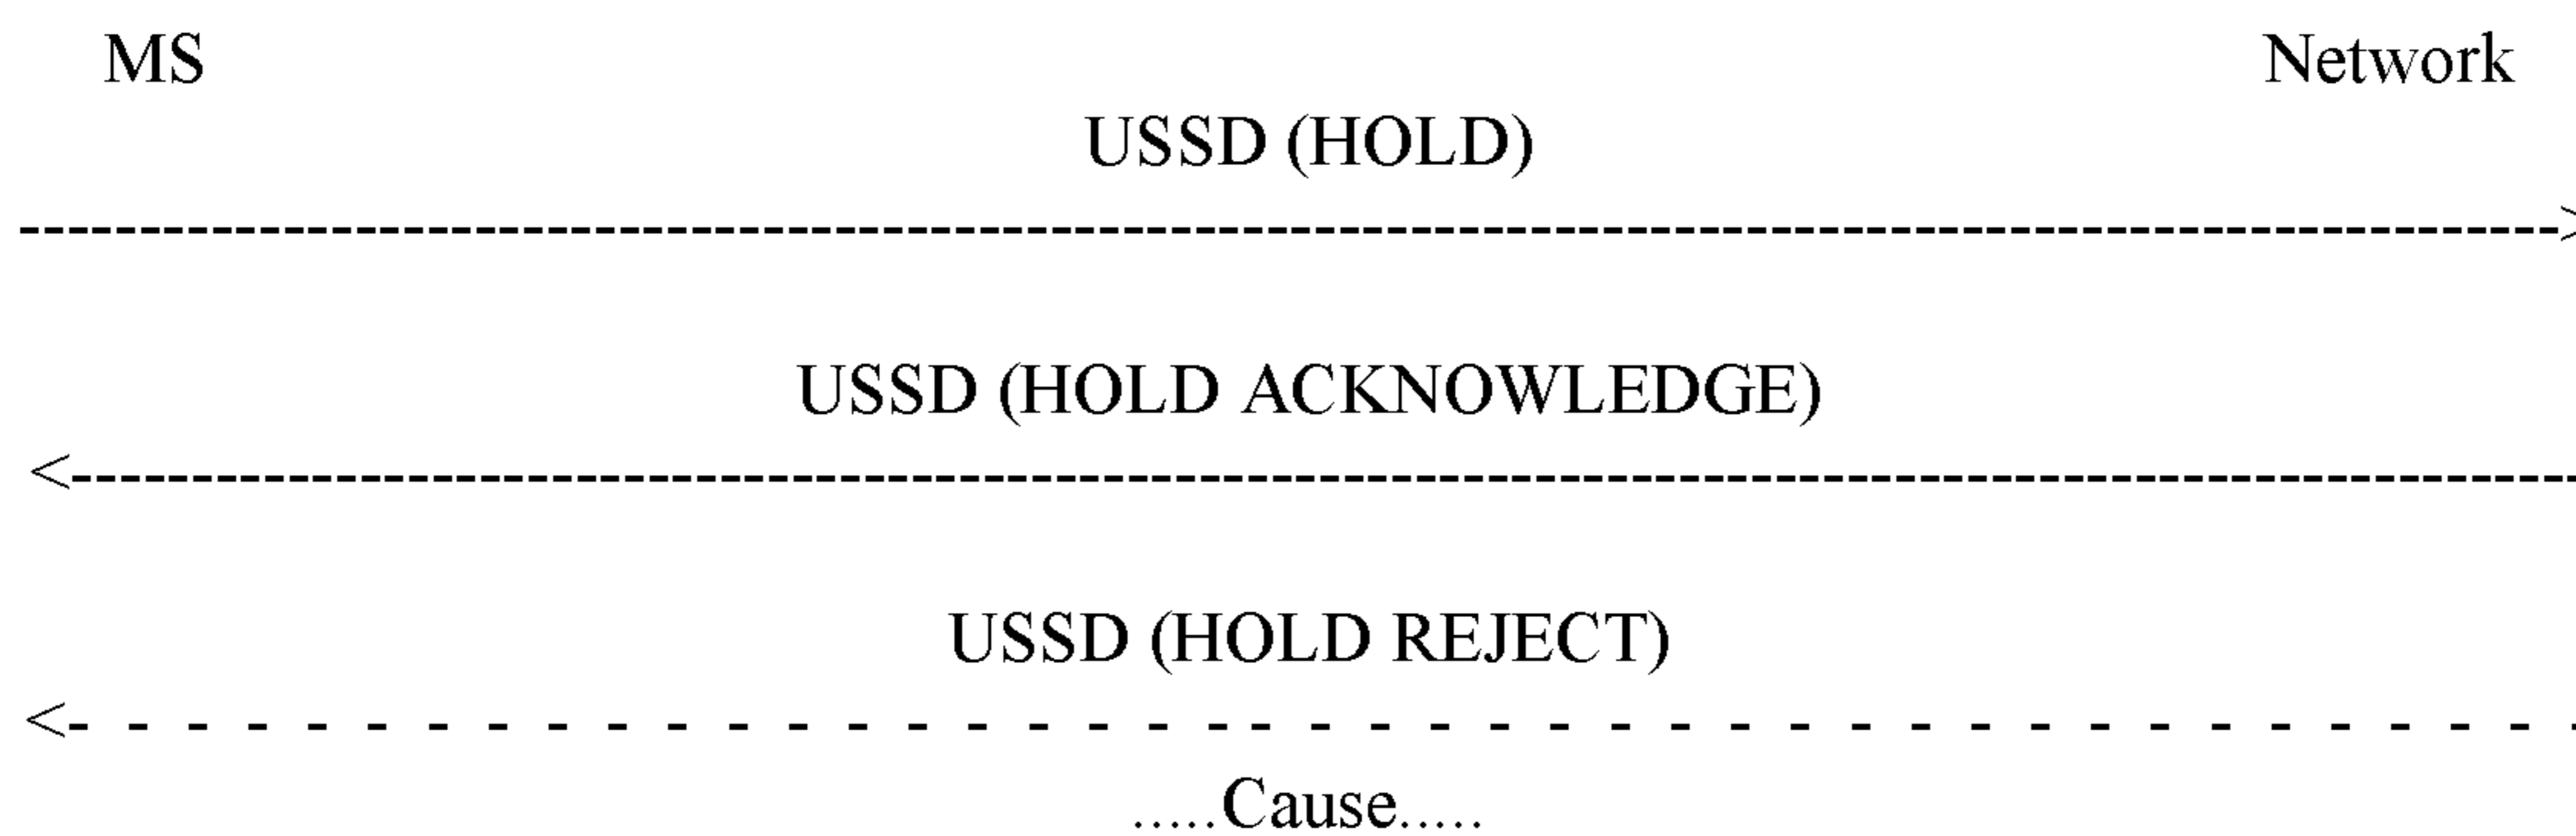 MS Network
USSD (HOLD)
USSD (HOLD ACKNOWLEDGE)
USSD (HOLD REJECT)
.....Cause.....